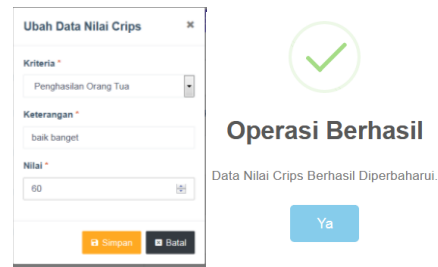 Ubah Data Nilai Crips ×
Kriteria *
Penghasilan Orang Tua
Keterangan *
baik banget
Nilai *
60
Simpan Batal
Operasi Berhasil
Data Nilai Crips Berhasil Diperbaharui.
Ya